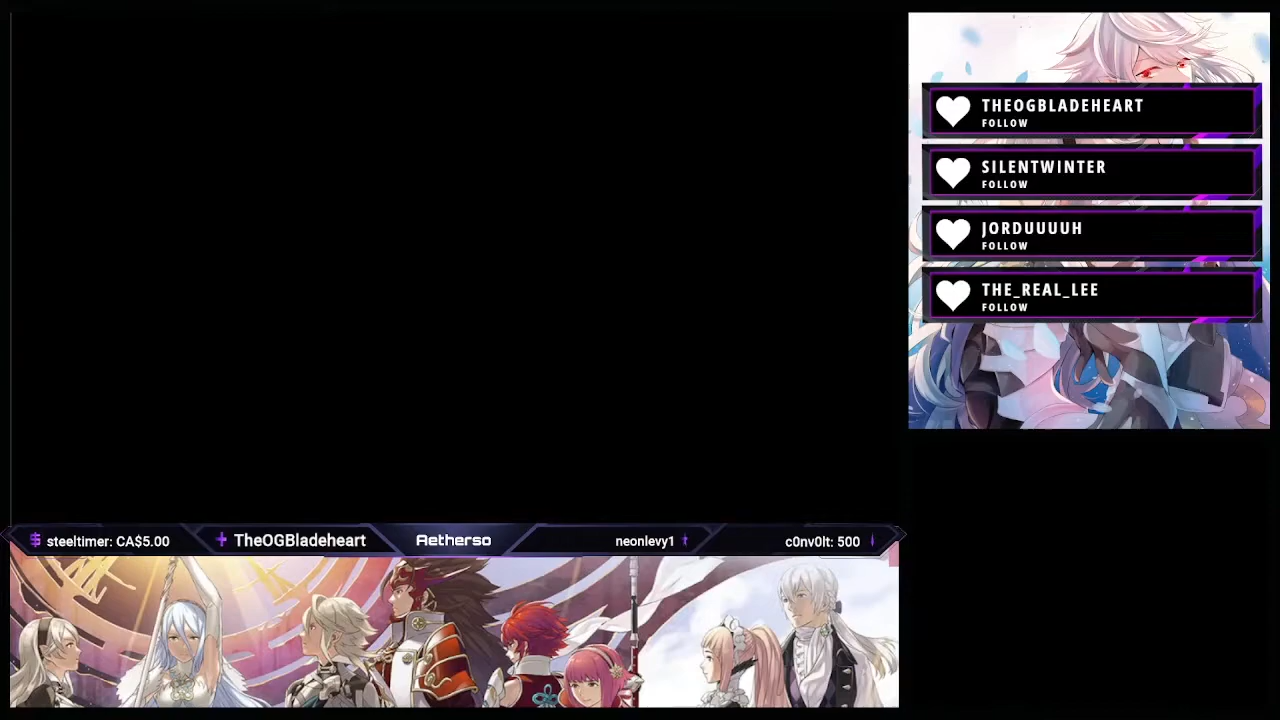 THEOGBLADEHEART
FOLLOW
SILENTWINTER
FOLLOW
JORDUUUUH
FOLLOW
THE_REAL_LEE
FOLLOW
steeltimer: CA$5.00
TheOGBladeheart
Aetherso
neonlevy1
c0nv0lt: 500